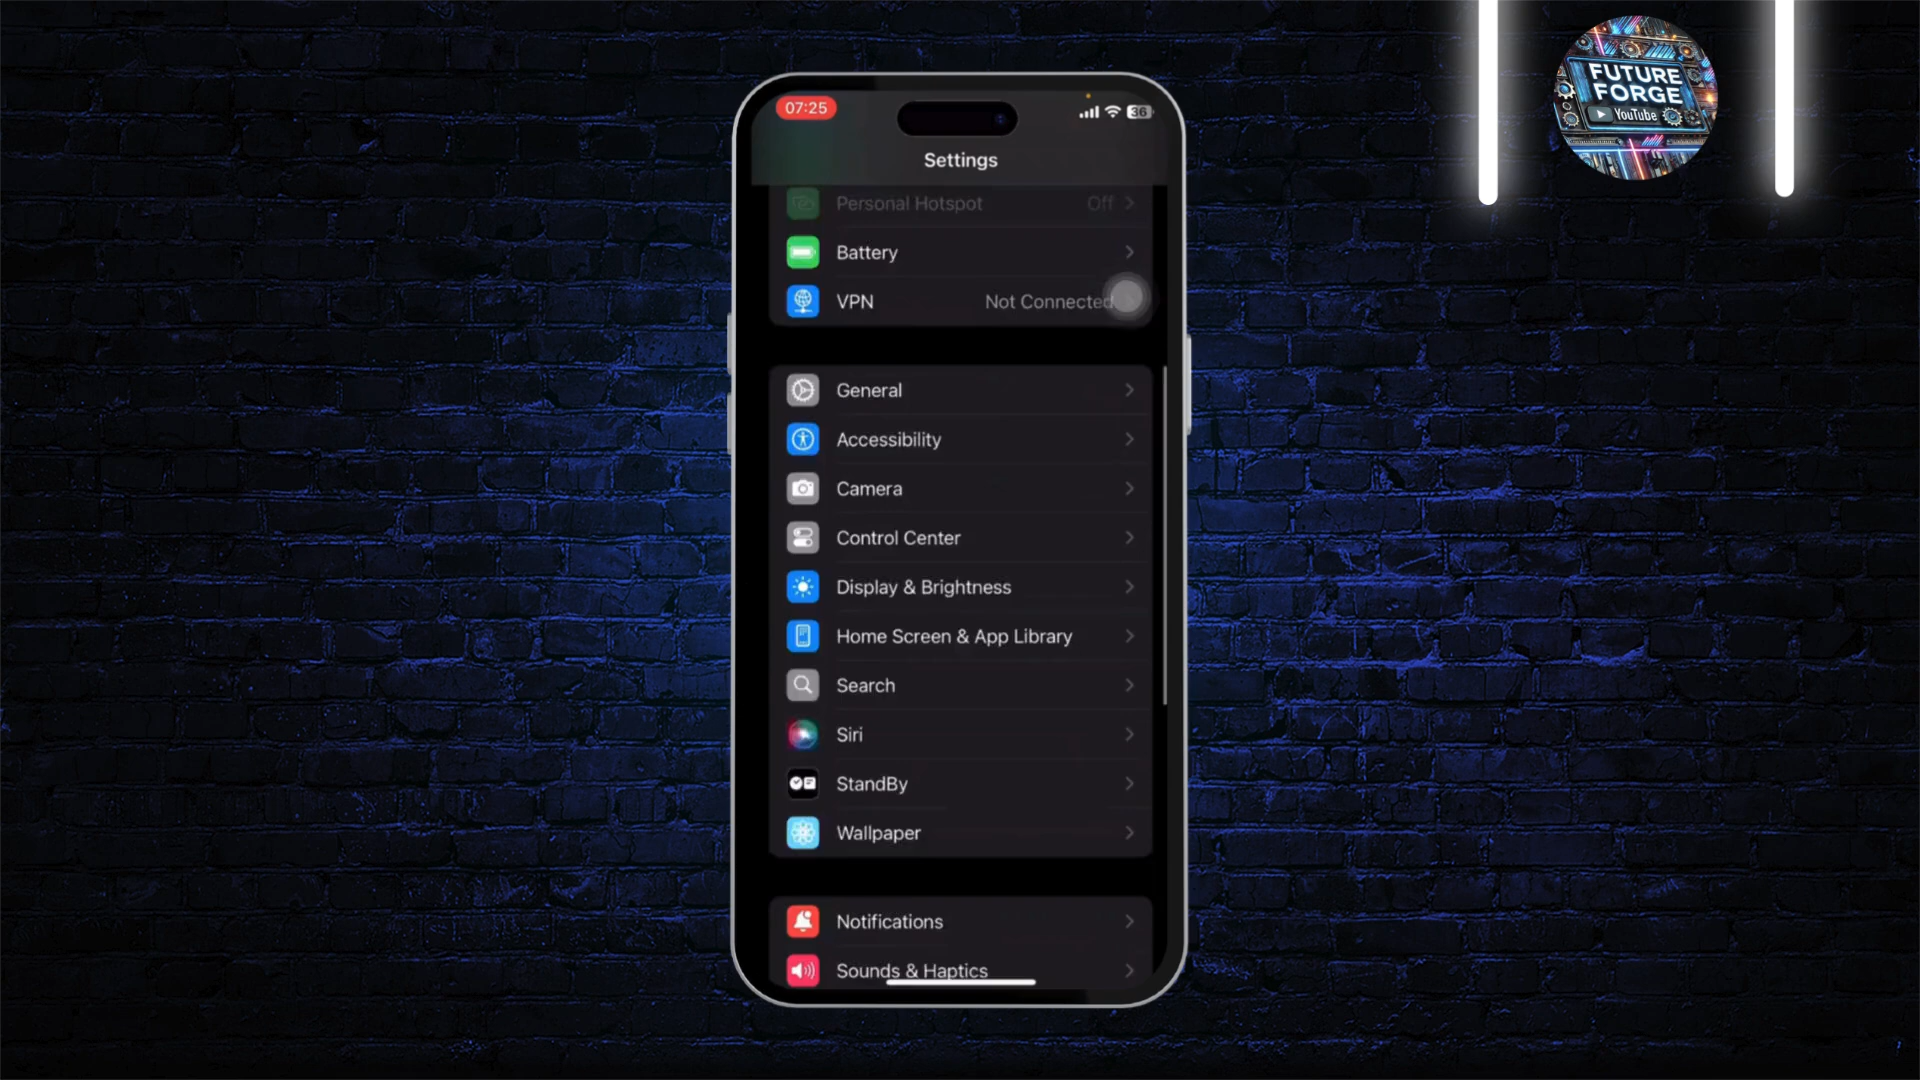 FUTURE
FORGE
YouTube
07:25
36
Settings
Personal Hotspot Off
Battery
VPN Not Connected
General
Accessibility
Camera
Control Center
Display & Brightness
Home Screen & App Library
Search
Siri
StandBy
Wallpaper
Notifications
Sounds & Haptics